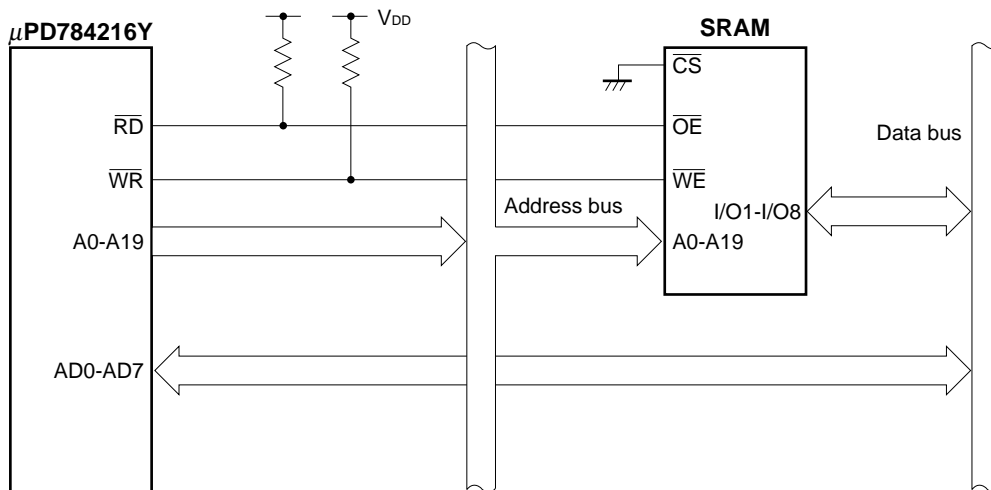 μPD784216Y
VDD
SRAM
CS
RD
OE
Data bus
WR
WE
Address bus
I/O1-I/O8
A0-A19
A0-A19
AD0-AD7